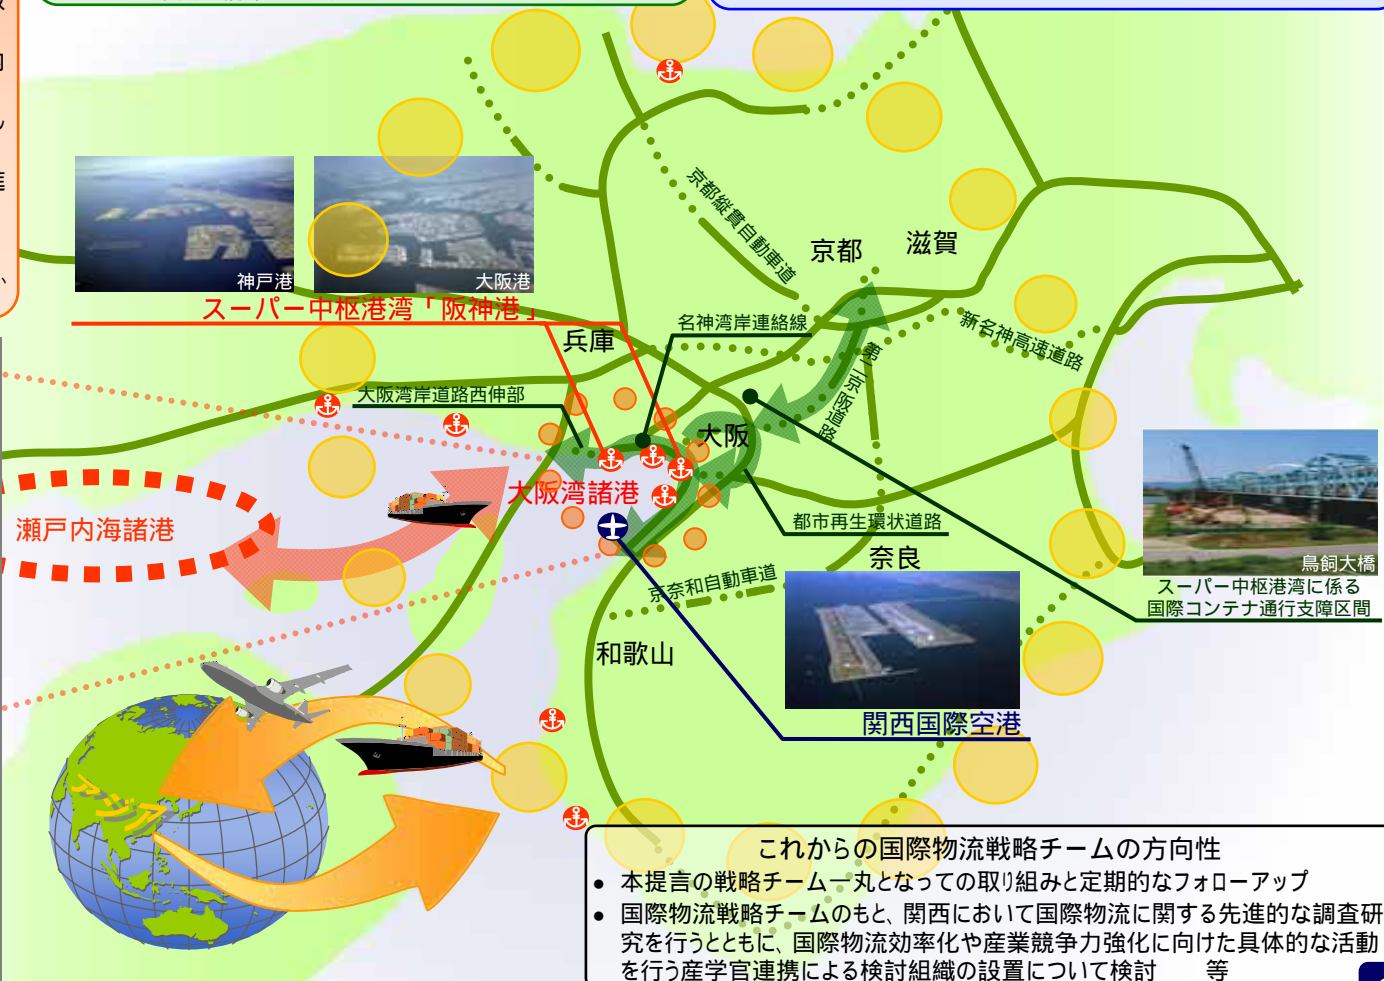 京都縦貫自動車道
京都
滋賀
神戸港
大阪港
スーパー中枢港湾「阪神港」
名神湾岸連絡線
兵庫
新名神高速道路
第二京阪道路
大阪湾岸道路西伸部
大阪
大阪湾諸港
瀬戸内海諸港
都市再生環状道路
奈良
鳥飼大橋
スーパー中枢港湾に係る
国際コンテナ通行支障区間
京奈和自動車道
和歌山
関西国際空港
アジア
これからの国際物流戦略チームの方向性
● 本提言の戦略チーム一丸となっての取り組みと定期的なフォローアップ
● 国際物流戦略チームのもと、関西において国際物流に関する先進的な調査研
究を行うとともに、国際物流効率化や産業競争力強化に向けた具体的な活動
を行う産学官連携による検討組織の設置について検討　　等